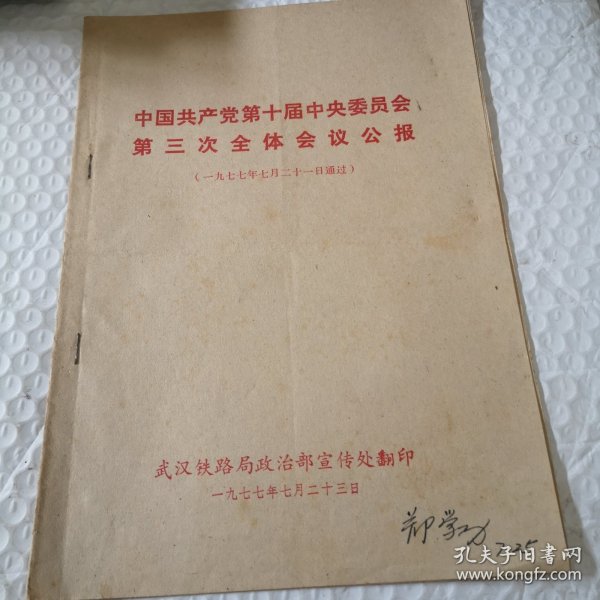 中国共产党第十届中央委员会
第三次全体会议公报
（一九七七年七月二十一日通过）
武汉铁路局政治部宣传处翻印
一九七七年七月二十三日
郑学
孔夫子旧书网
www.kongfz.com